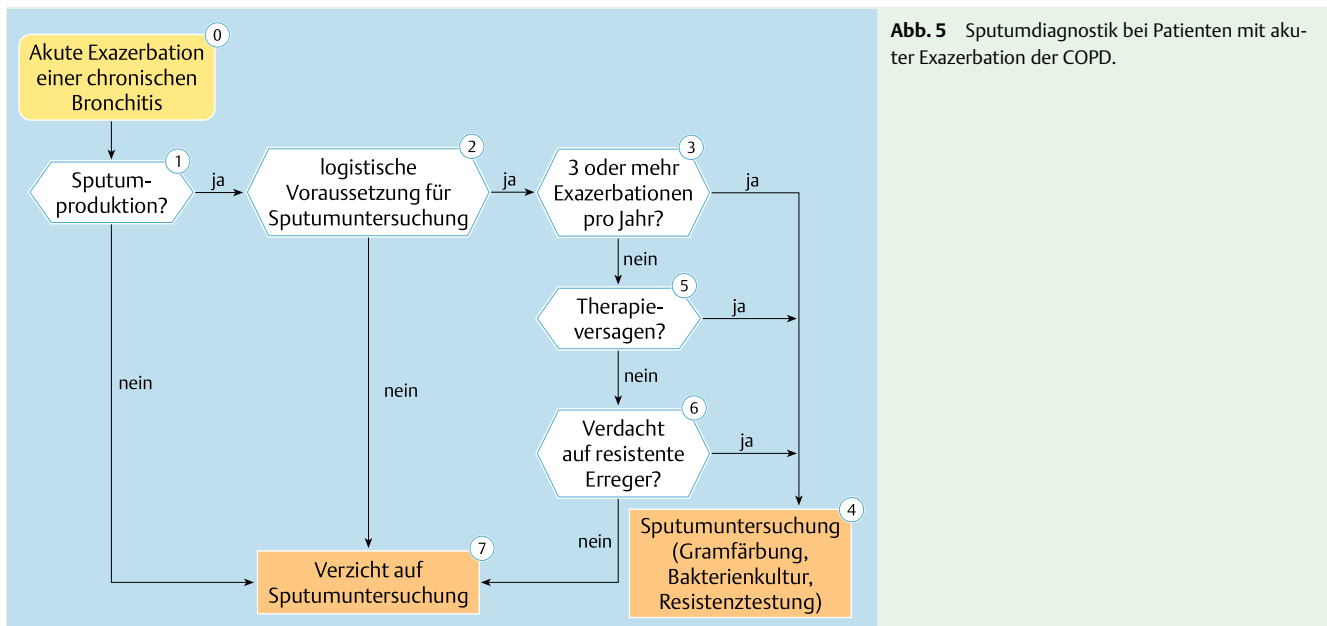 0
Akute Exazerbation
einer chronischen
Bronchitis
1
Sputum-
produktion?
ja
2
logistische
Voraussetzung für
Sputumuntersuchung
ja
3
3 oder mehr
Exazerbationen
pro Jahr?
ja
nein
5
Therapie-
versagen?
ja
nein
nein
nein
6
Verdacht
auf resistente
Erreger?
ja
nein
4
Sputumuntersuchung
(Gramfärbung,
Bakterienkultur,
Resistenztestung)
7
Verzicht auf
Sputumuntersuchung
Abb. 5 Sputumdiagnostik bei Patienten mit aku-
ter Exazerbation der COPD.